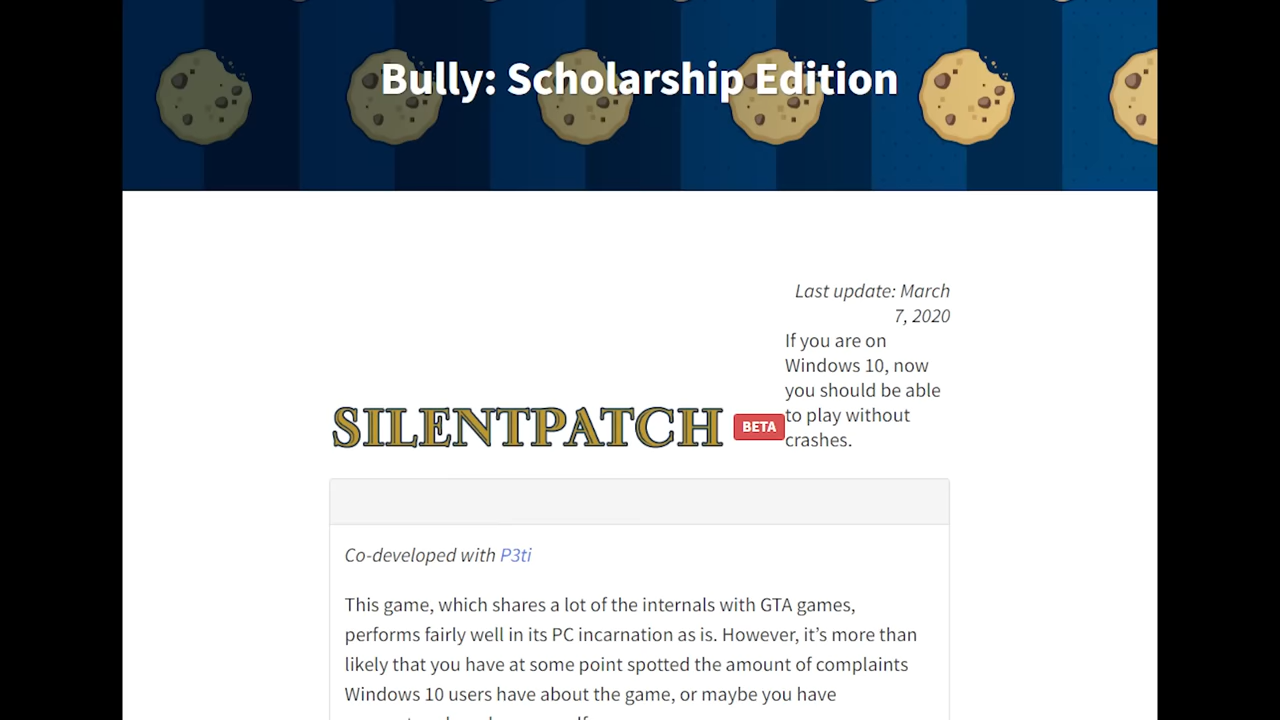 Bully: Scholarship Edition
Last update: March
7, 2020
If you are on
Windows 10, now
you should be able
to play without
crashes.
SILENTPATCH BETA
Co-developed with P3ti
This game, which shares a lot of the internals with GTA games,
performs fairly well in its PC incarnation as is. However, it’s more than
likely that you have at some point spotted the amount of complaints
Windows 10 users have about the game, or maybe you have